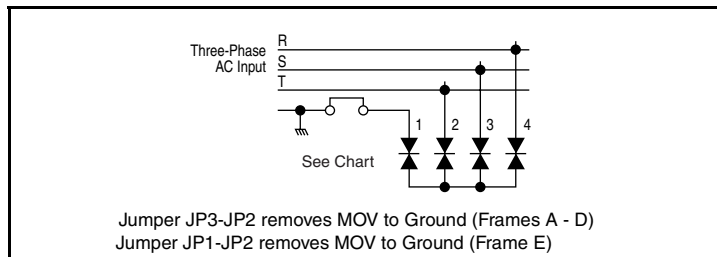 Three-Phase
AC Input
R
S
T
1 2 3 4
See Chart
Jumper JP3-JP2 removes MOV to Ground (Frames A - D)
Jumper JP1-JP2 removes MOV to Ground (Frame E)